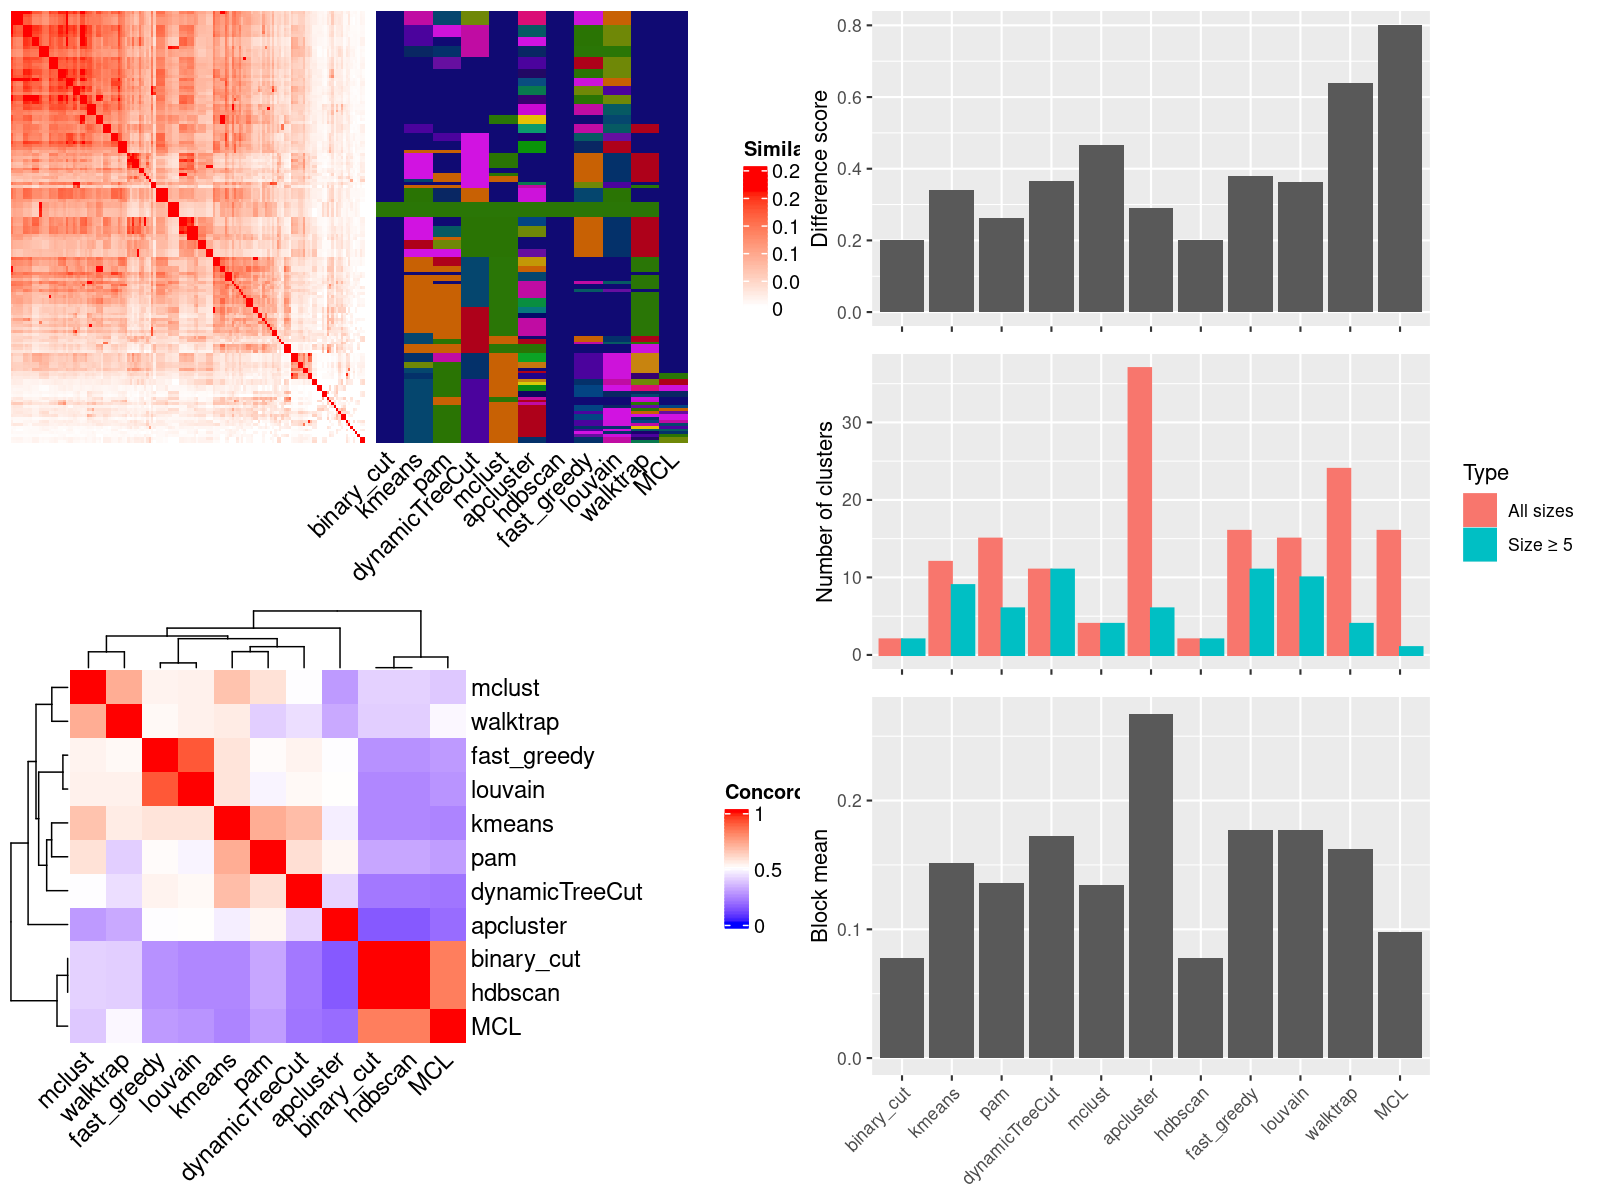 Simila
0.2
0.2
0.1
0.1
0.0
0
binary_cut
kmeans
pam
dynamicTreeCut
mclust
apcluster
hdbscan
fast_greedy
louvain
walktrap
MCL
mclust
walktrap
fast_greedy
louvain
kmeans
pam
dynamicTreeCut
apcluster
binary_cut
hdbscan
MCL
mclust
walktrap
fast_greedy
louvain
kmeans
pam
dynamicTreeCut
apcluster
binary_cut
hdbscan
MCL
Concord
1
0.5
0
Difference score
0.8
0.6
0.4
0.2
0.0
Number of clusters
30
20
10
0
Type
All sizes
Size ≥ 5
Block mean
0.2
0.1
0.0
binary_cut
kmeans
pam
dynamicTreeCut
mclust
apcluster
hdbscan
fast_greedy
louvain
walktrap
MCL